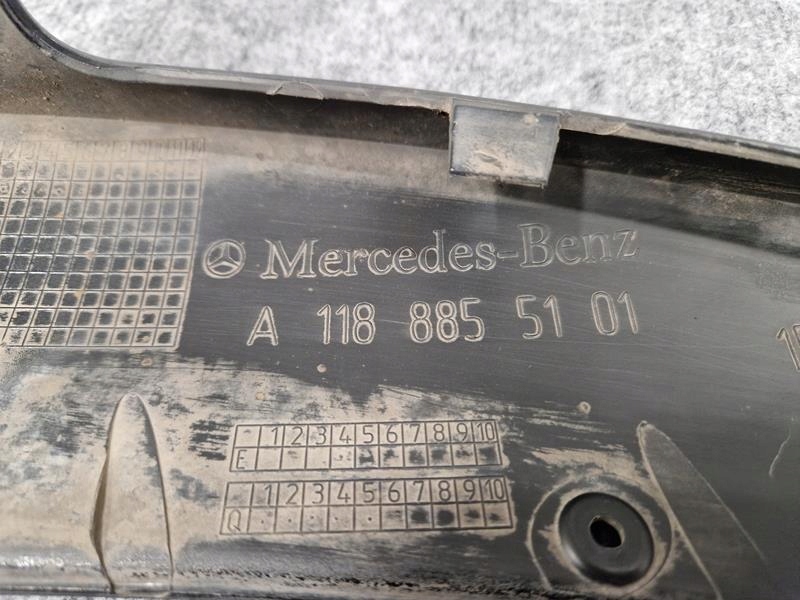 Mercedes-Benz
A 118 885 51 01
- 1 2 3 4 5 6 7 8 9 10
E
- 1 2 3 4 5 6 7 8 9 10
Q